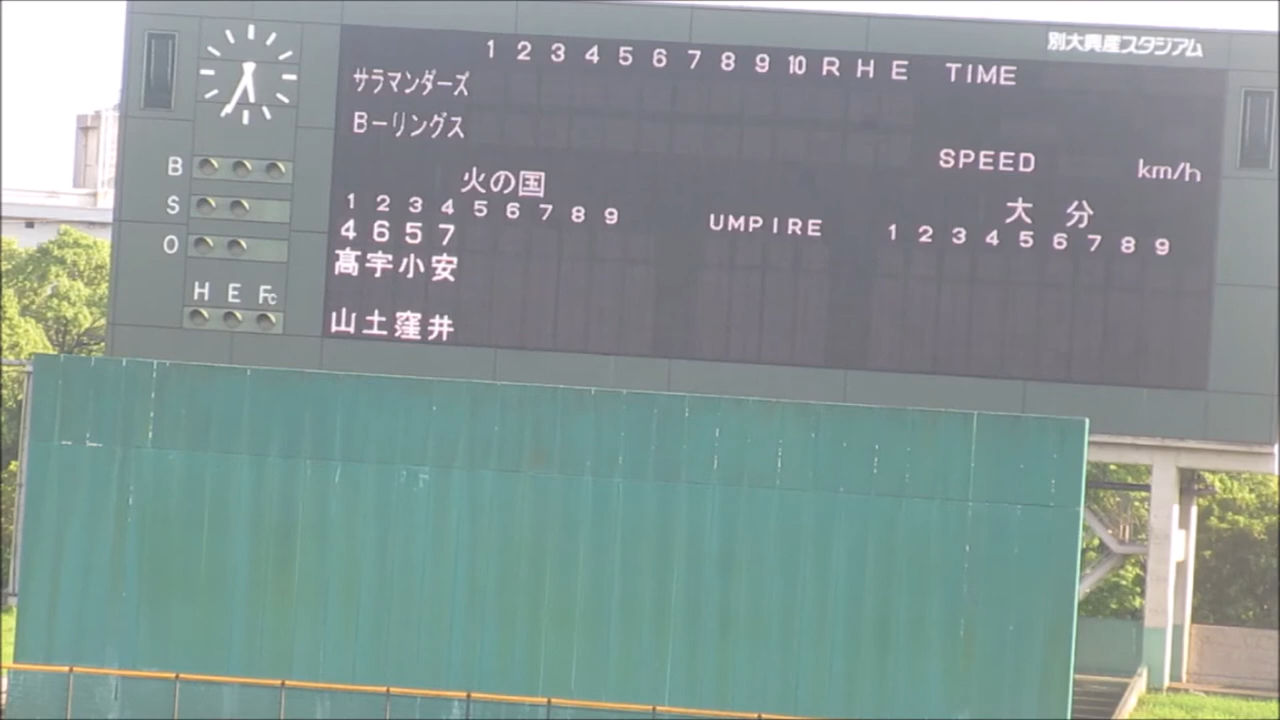 別大興産スタジアム
1 2 3 4 5 6 7 8 9 10 R H E TIME
サラマンダーズ
B－リングス
SPEED km/h
B
S
O
H E Fc
火の国
1 2 3 4 5 6 7 8 9
4 6 5 7
髙宇小安
山土窪井
UMPIRE
大 分
1 2 3 4 5 6 7 8 9